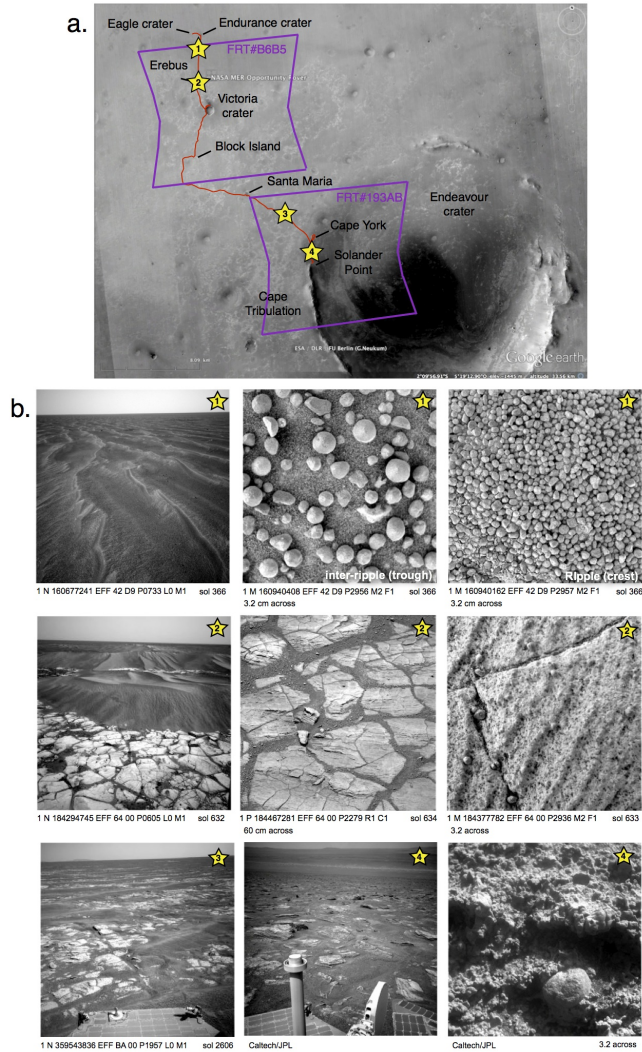 a.
Eagle crater
Endurance crater
1
FRT#B6B5
Erebus
2
NASA MER Opportunity Rover
Victoria
crater
Block Island
Santa Maria
FRT#193AB
Endeavour
crater
3
Cape York
4
Solander
Point
Cape
Tribulation
ESA / DLR / FU Berlin (G.Neukum)
Google earth
b.
1
1
1
inter-ripple (trough)
Ripple (crest)
1 N 160677241 EFF 42 D9 P0733 L0 M1 sol 366
1 M 160940408 EFF 42 D9 P2956 M2 F1 sol 366
3.2 cm across
1 M 160940162 EFF 42 D9 P2957 M2 F1 sol 366
3.2 cm across
2
2
1 N 184294745 EFF 64 00 P0605 L0 M1 sol 632
1 P 184467281 EFF 64 00 P2279 R1 C1 sol 634
60 cm across
1 M 184377782 EFF 64 00 P2936 M2 F1 sol 633
3.2 across
3
4
4
1 N 359543836 EFF BA 00 P1957 L0 M1 sol 2606
Caltech/JPL
Caltech/JPL 3.2 across